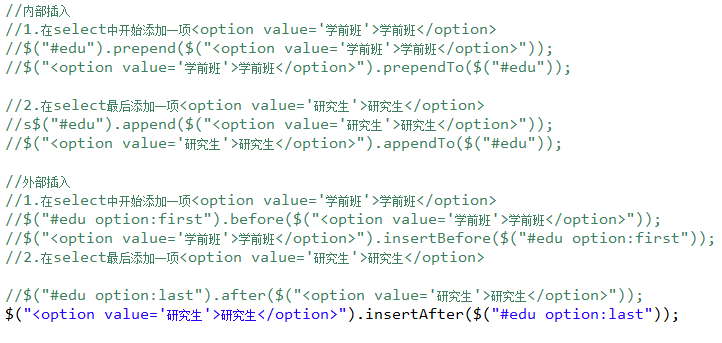 //内部插入
//1.在select中开始添加一项<option value='学前班'>学前班</option>
//$("#edu").prepend($("<option value='学前班'>学前班</option>"));
//$("<option value='学前班'>学前班</option>").prependTo($("#edu"));
//2.在select最后添加一项<option value='研究生'>研究生</option>
//s$("#edu").append($("<option value='研究生'>研究生</option>"));
//$("<option value='研究生'>研究生</option>").appendTo($("#edu"));
//外部插入
//1.在select中开始添加一项<option value='学前班'>学前班</option>
//$("#edu option:first").before($("<option value='学前班'>学前班</option>"));
//$("<option value='学前班'>学前班</option>").insertBefore($("#edu option:first"));
//2.在select最后添加一项<option value='研究生'>研究生</option>
//$("#edu option:last").after($("<option value='研究生'>研究生</option>"));
$("<option value='研究生'>研究生</option>").insertAfter($("#edu option:last"));